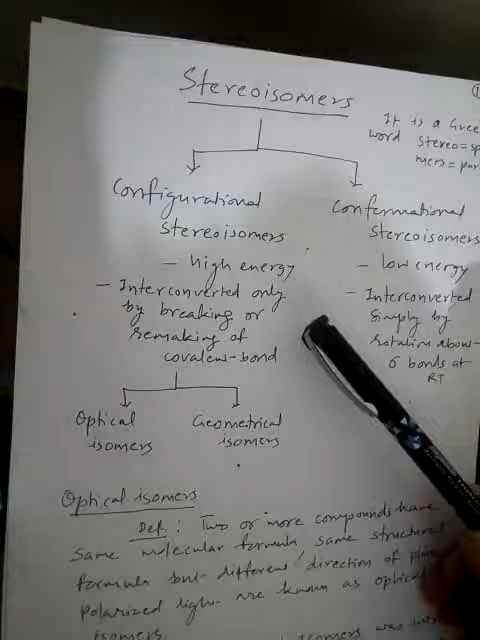 Stereoisomers
It is a Gree
word stereo=sp
mers=par
Configurational
stereoisomers
- high energy
- Interconverted only
by breaking or
remaking of
covalent-bond
Conformational
stereoisomers
- low energy
- Interconverted
simply by
rotation about
σ bonds at
RT
Optical
isomers
Geometrical
isomers
Optical isomers
Def: Two or more compounds have
same molecular formula same structural
formula but different direction of
polarized light are known as optical
isomers.